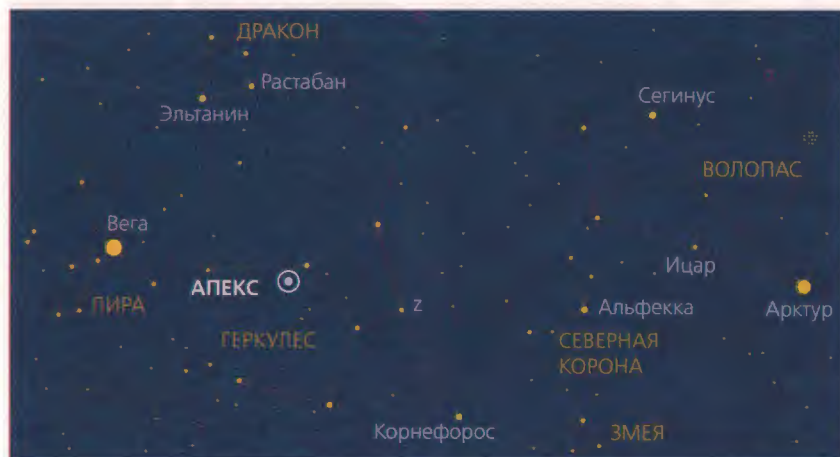 ДРАКОН
Растабан
Эльтанин
Сегинус
ВОЛОПАС
Вега
Ицар
АПЕКС
ЛИРА
z
Альфекка
Арктур
ГЕРКУЛЕС
СЕВЕРНАЯ
КОРОНА
Корнефорос
ЗМЕЯ